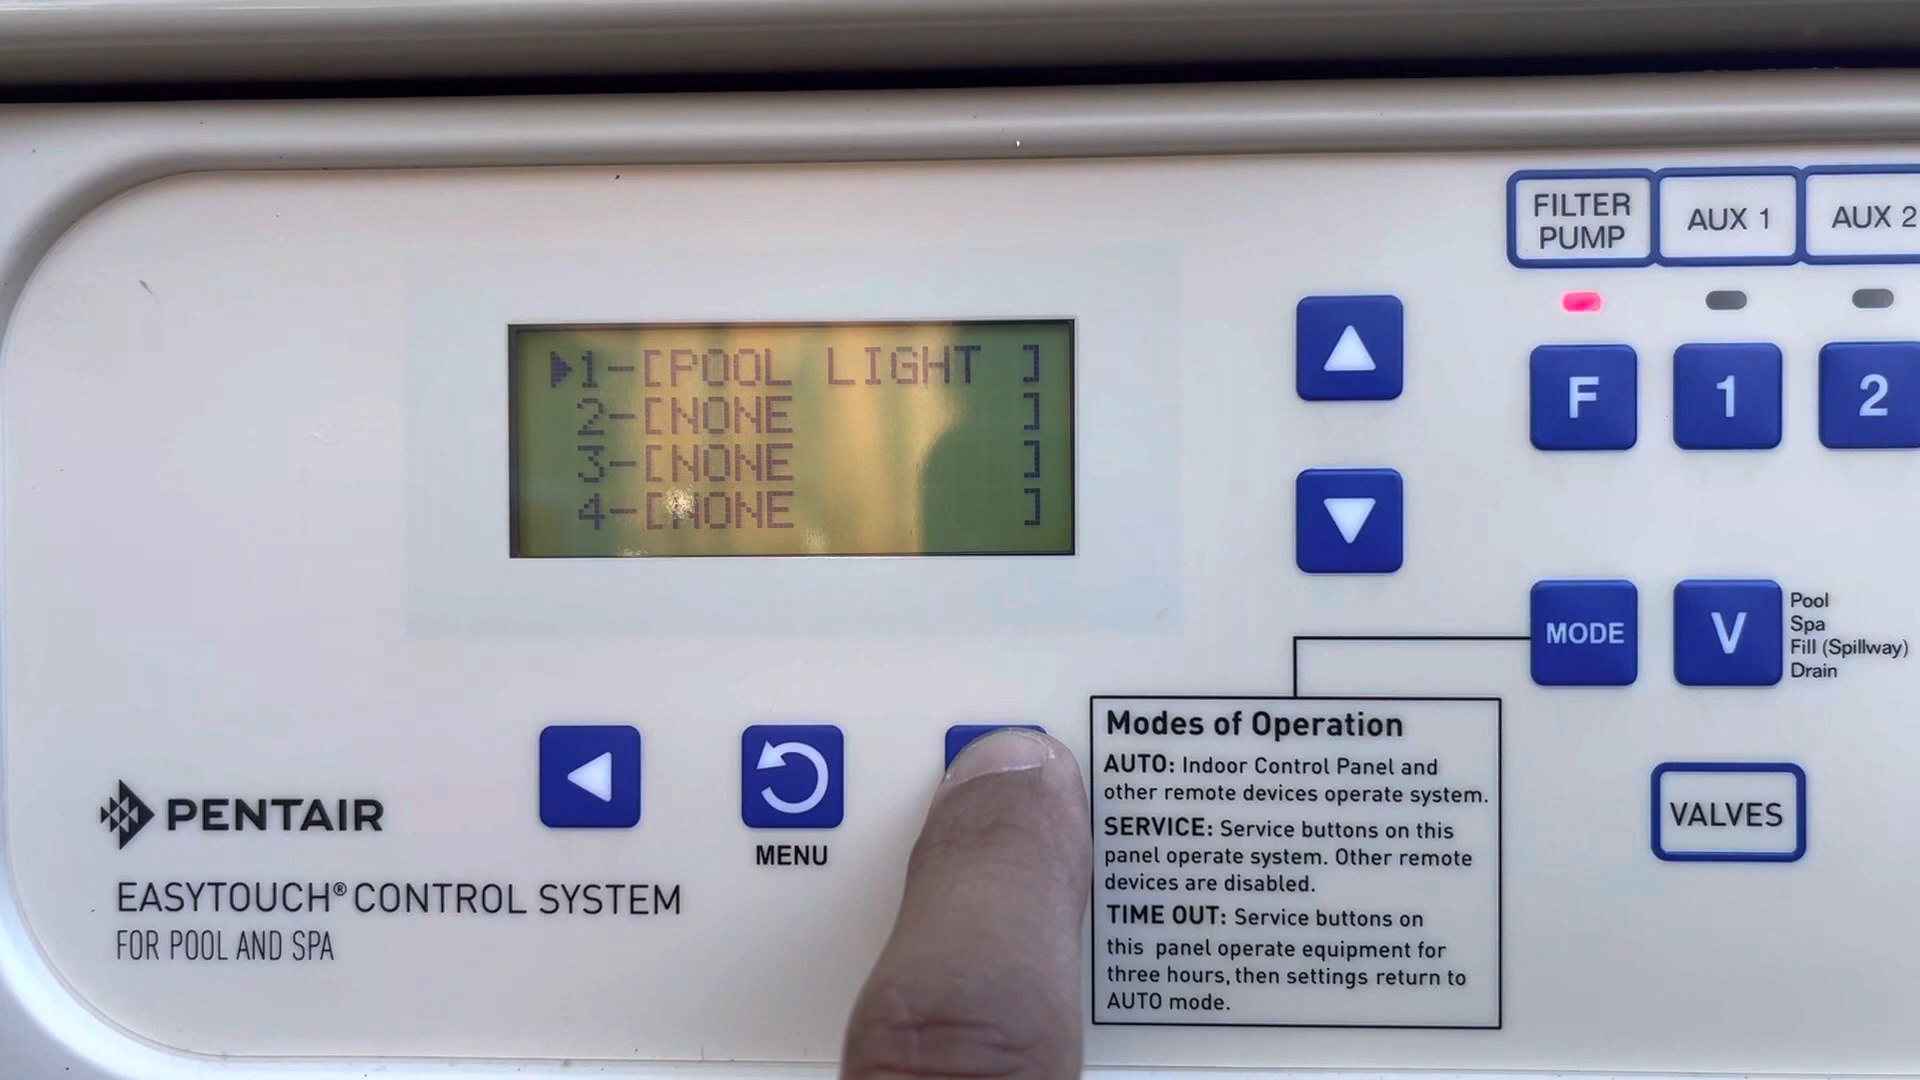 1-[POOL LIGHT ]
2-[NONE ]
3-[NONE ]
4-[NONE ]
FILTER
PUMP
AUX 1
AUX 2
F
1
2
MODE
V
Pool
Spa
Fill (Spillway)
Drain
MENU
VALVES
Modes of Operation
AUTO: Indoor Control Panel and
other remote devices operate system.
SERVICE: Service buttons on this
panel operate system. Other remote
devices are disabled.
TIME OUT: Service buttons on
this panel operate equipment for
three hours, then settings return to
AUTO mode.
PENTAIR
EASYTOUCH® CONTROL SYSTEM
FOR POOL AND SPA